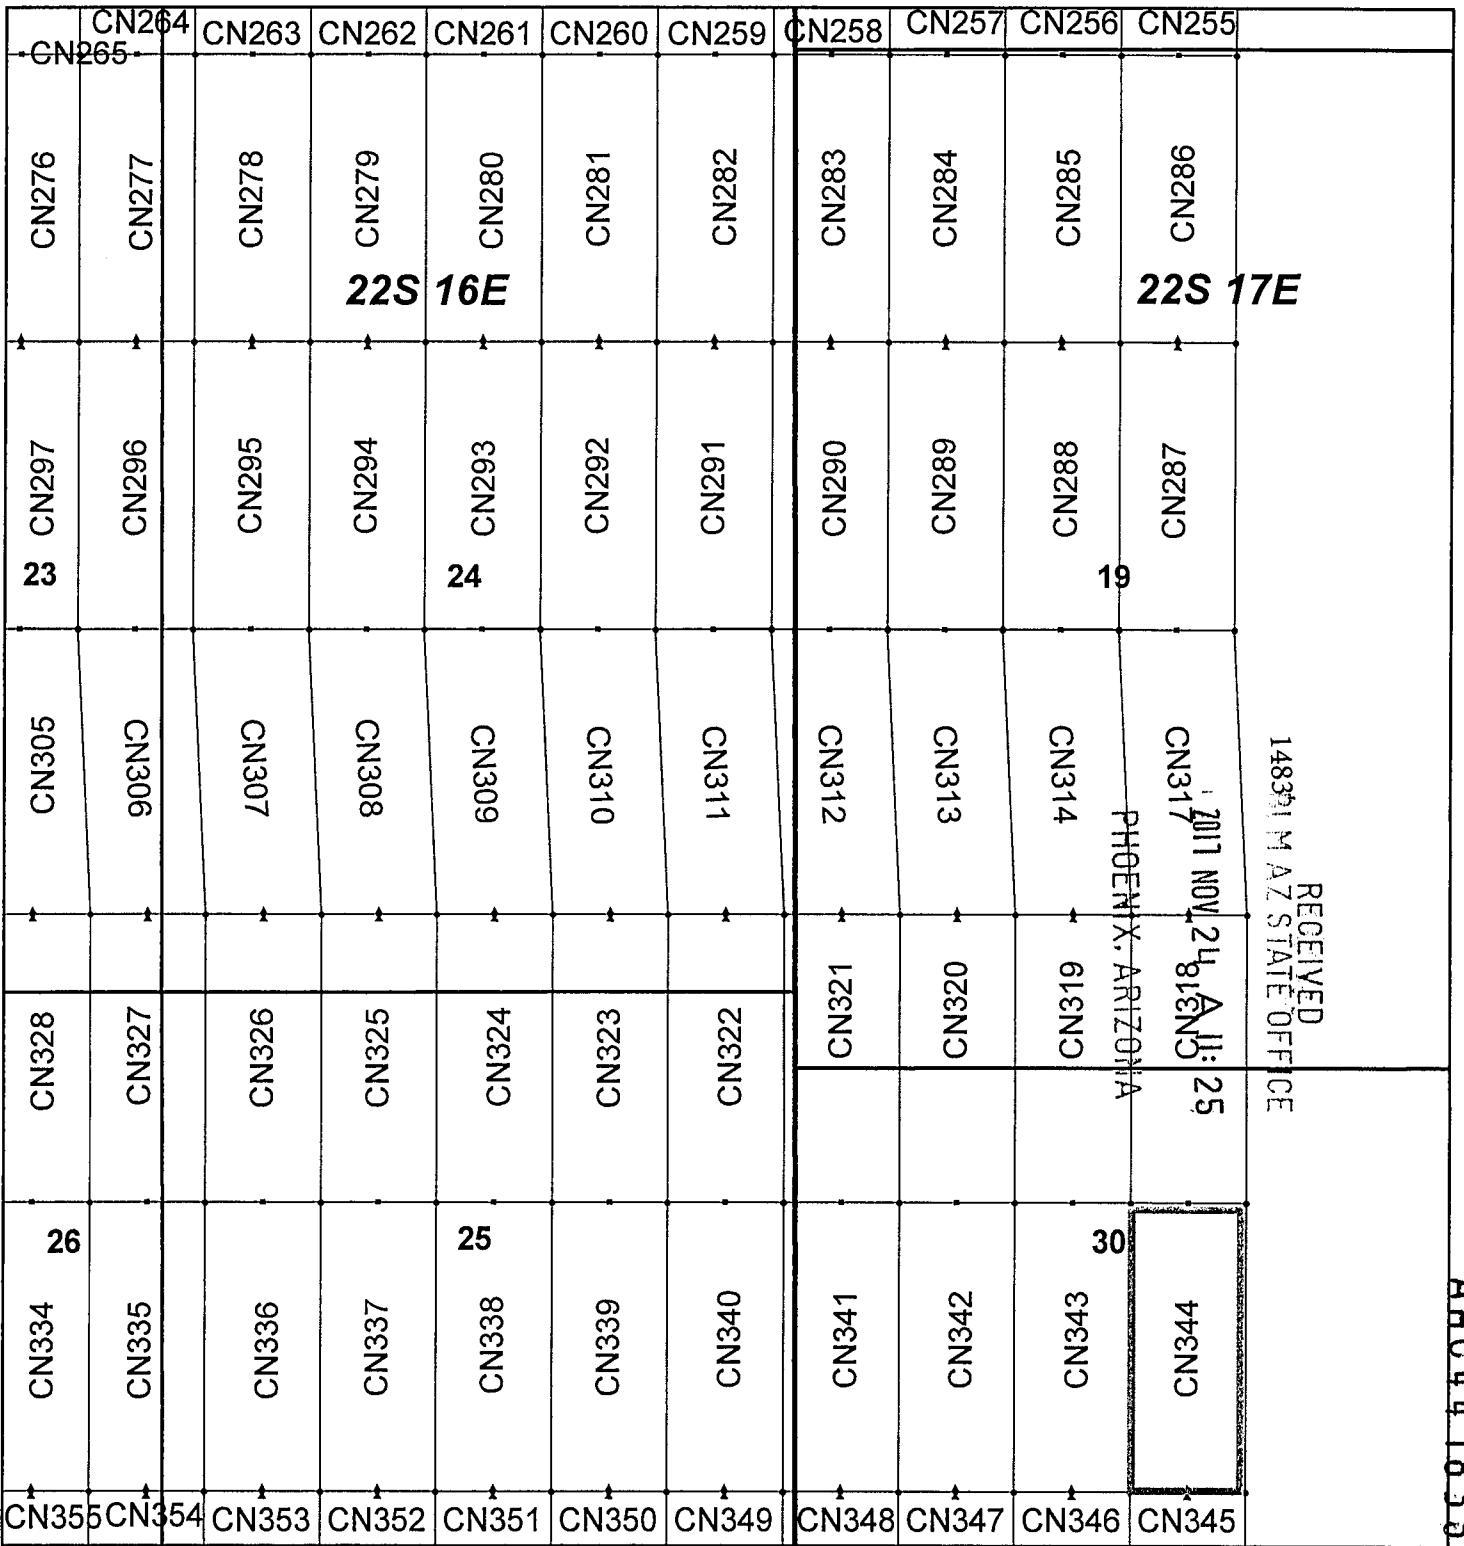 CN264 CN263 CN262 CN261 CN260 CN259 CN258 CN257 CN256 CN255
CN265
CN276 CN277 CN278 CN279 CN280 CN281 CN282 CN283 CN284 CN285 CN286
22S 16E 22S 17E
CN297 CN296 CN295 CN294 CN293 CN292 CN291 CN290 CN289 CN288 CN287
23 24 19
CN305 CN306 CN307 CN308 CN309 CN310 CN311 CN312 CN313 CN314 CN317
RECEIVED
AZ STATE OFFICE
2017 NOV 24 A 11:25
PHOENIX, ARIZONA
CN328 CN327 CN326 CN325 CN324 CN323 CN322 CN321 CN320 CN319 CN318
26 25 30
CN334 CN335 CN336 CN337 CN338 CN339 CN340 CN341 CN342 CN343 CN344
CN355 CN354 CN353 CN352 CN351 CN350 CN349 CN348 CN347 CN346 CN345